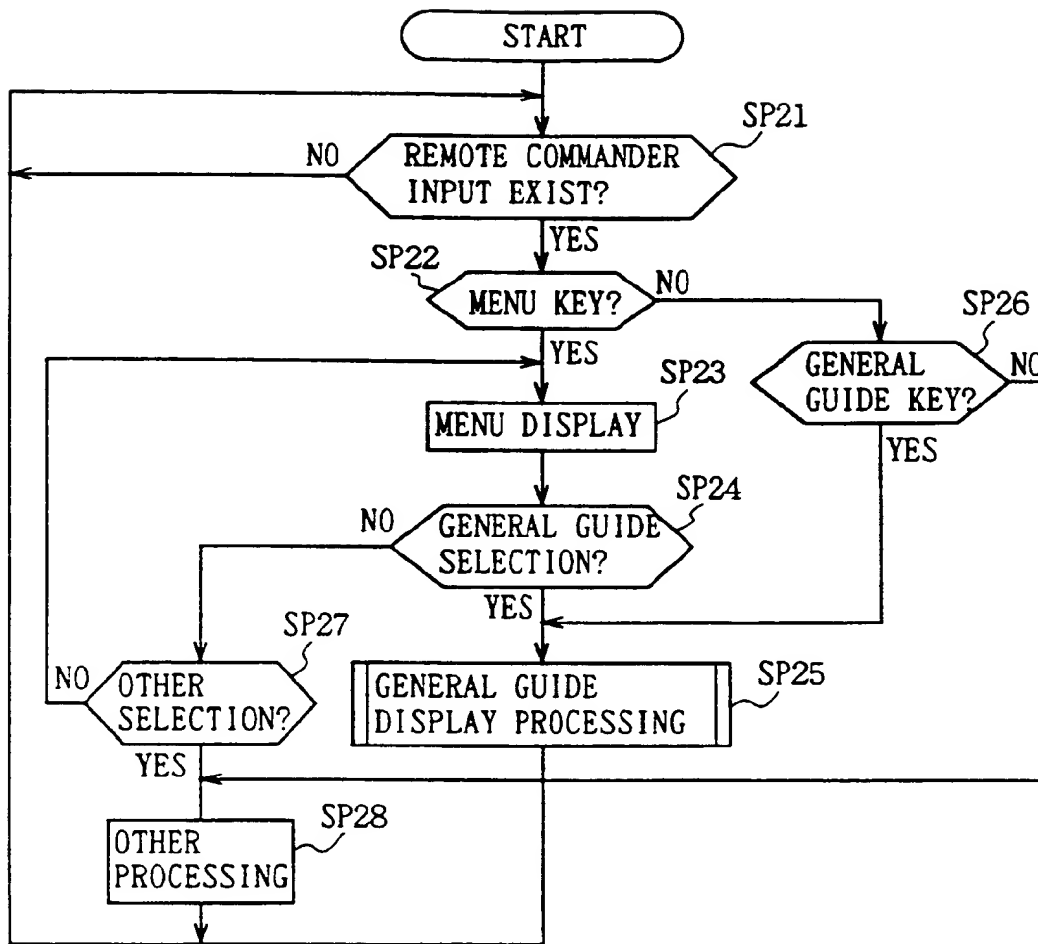 START
SP21
NO
REMOTE COMMANDER
INPUT EXIST?
YES
SP22
MENU KEY?
NO
SP26
YES
GENERAL
GUIDE KEY?
NO
SP23
MENU DISPLAY
YES
SP24
NO
GENERAL GUIDE
SELECTION?
YES
SP27
NO
OTHER
SELECTION?
GENERAL GUIDE
DISPLAY PROCESSING
SP25
YES
SP28
OTHER
PROCESSING